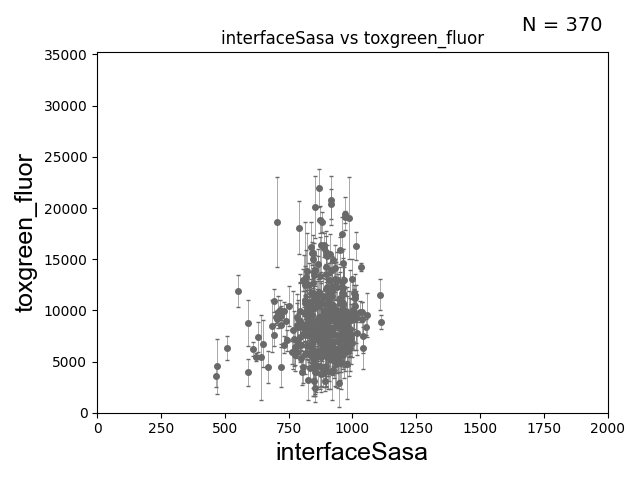 N = 370
interfaceSasa vs toxgreen_fluor
35000
30000
25000
20000
15000
10000
5000
0
toxgreen_fluor
0 250 500 750 1000 1250 1500 1750 2000
interfaceSasa